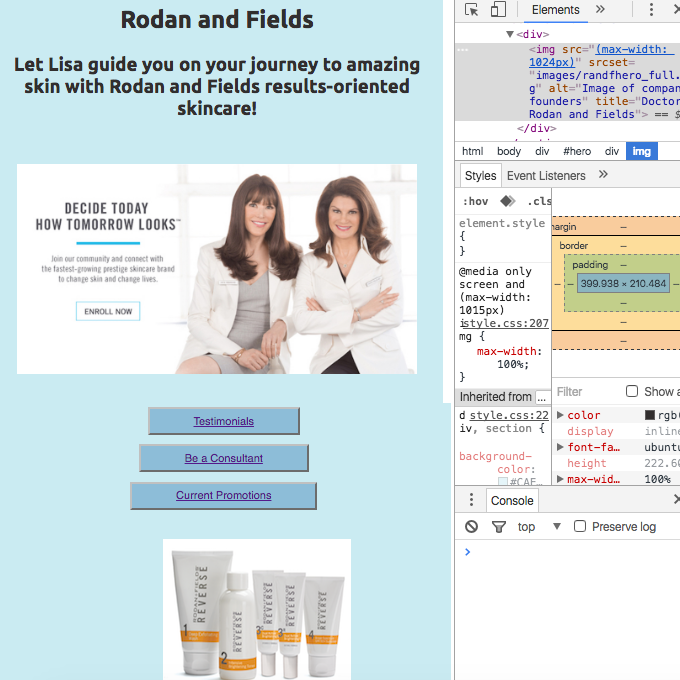 Rodan and Fields
Let Lisa guide you on your journey to amazing
skin with Rodan and Fields results-oriented
skincare!
DECIDE TODAY
HOW TOMORROW LOOKS™
Join our community and connect with
the fastest-growing prestige skincare brand
to change skin and change lives.
ENROLL NOW
Testimonials
Be a Consultant
Current Promotions
REVERSE
REVERSE
1
2
3
3
4
Elements
<div>
<img src="(max-width:
1024px)" srcset=
"images/randfhero_full.
g" alt="Image of compan
founders" title="Doctor
Rodan and Fields"> == $
</div>
html body div #hero div img
Styles Event Listeners
:hov .cls
element.style
{
}
@media only
screen and
(max-width:
1015px)
style.css:207
mg {
max-width:
100%;
}
Inherited from ...
d style.css:22
iv, section {
background-
color:
#CAF…
argin –
border –
padding –
– – 399.938 × 210.484 –
–
–
–
Filter Show a
color rgb(
display inline
font-fa… ubuntu
height 222.60
max-wid… 100%
Console
top Preserve log